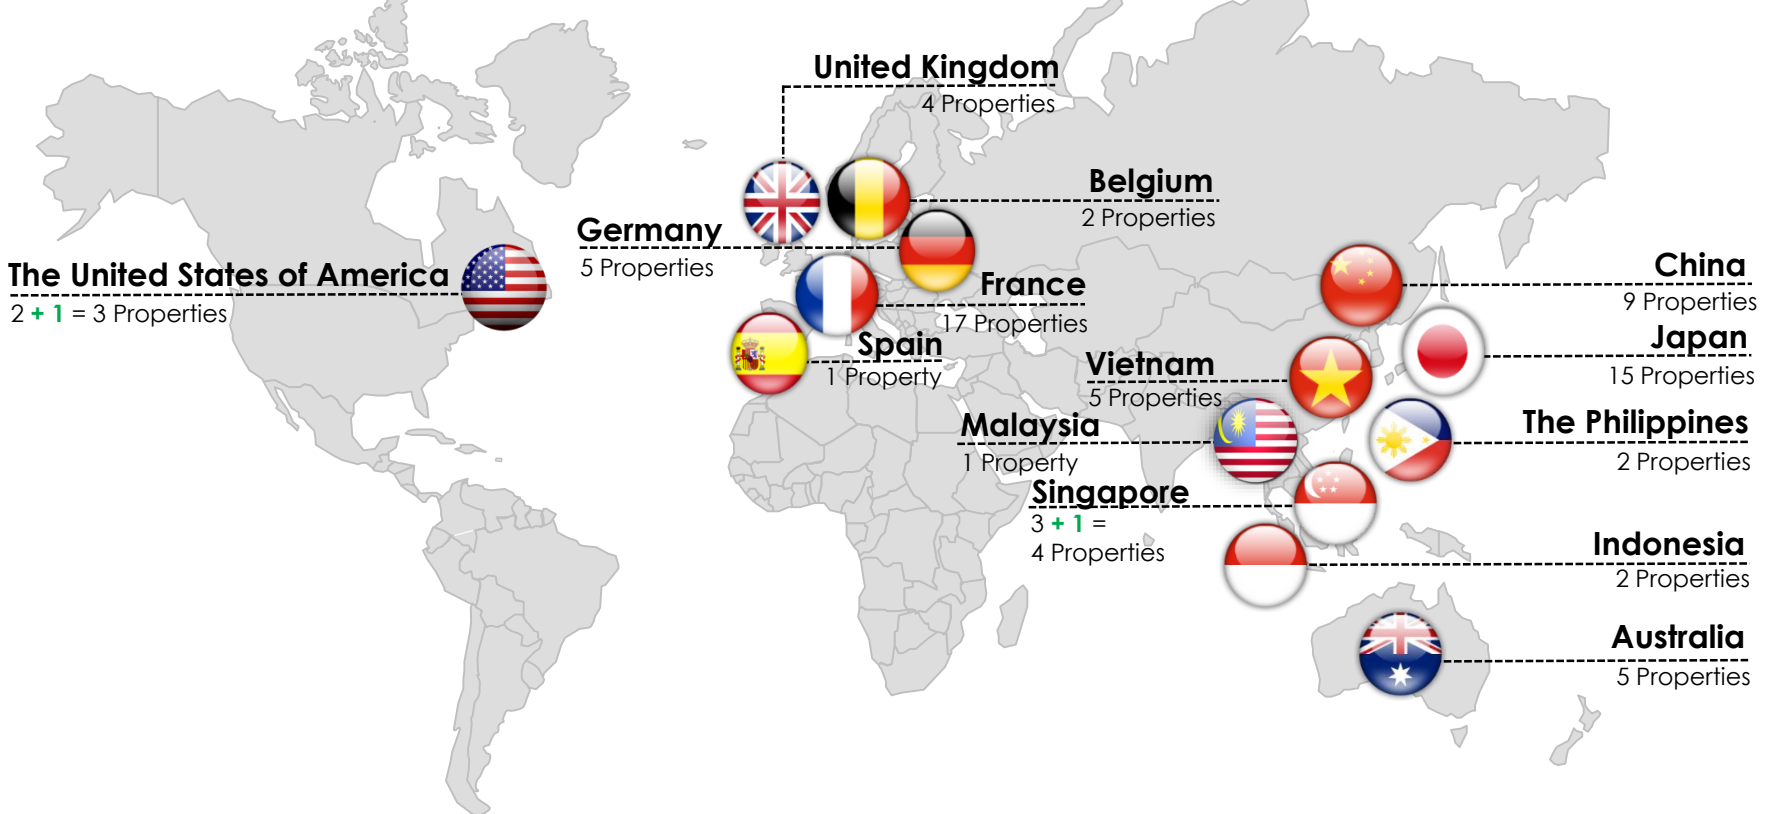 United Kingdom
4 Properties
Belgium
2 Properties
Germany
5 Properties
The United States of America
2 + 1 = 3 Properties
France
17 Properties
Spain
1 Property
China
9 Properties
Japan
15 Properties
Vietnam
5 Properties
Malaysia
1 Property
The Philippines
2 Properties
Singapore
3 + 1 =
4 Properties
Indonesia
2 Properties
Australia
5 Properties